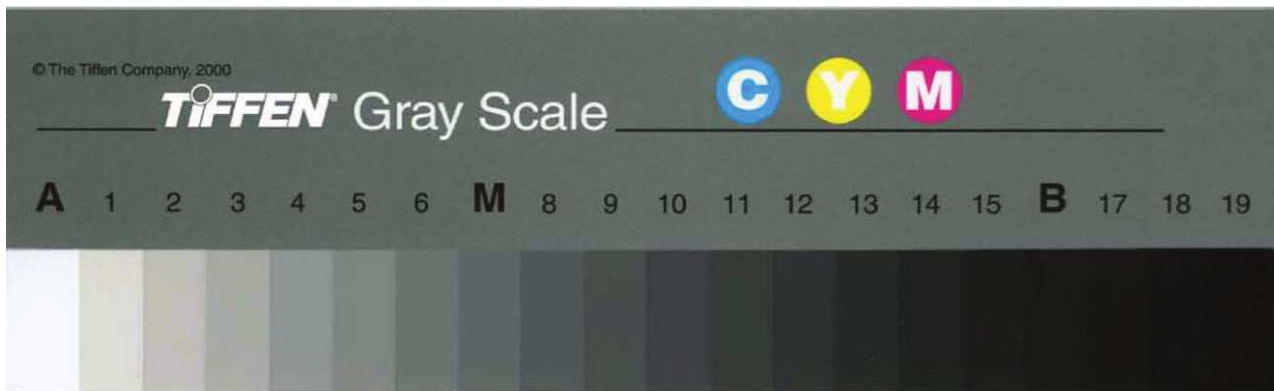 © The Tiffen Company, 2000
TIFFEN® Gray Scale
C Y M
A 1 2 3 4 5 6 M 8 9 10 11 12 13 14 15 B 17 18 19